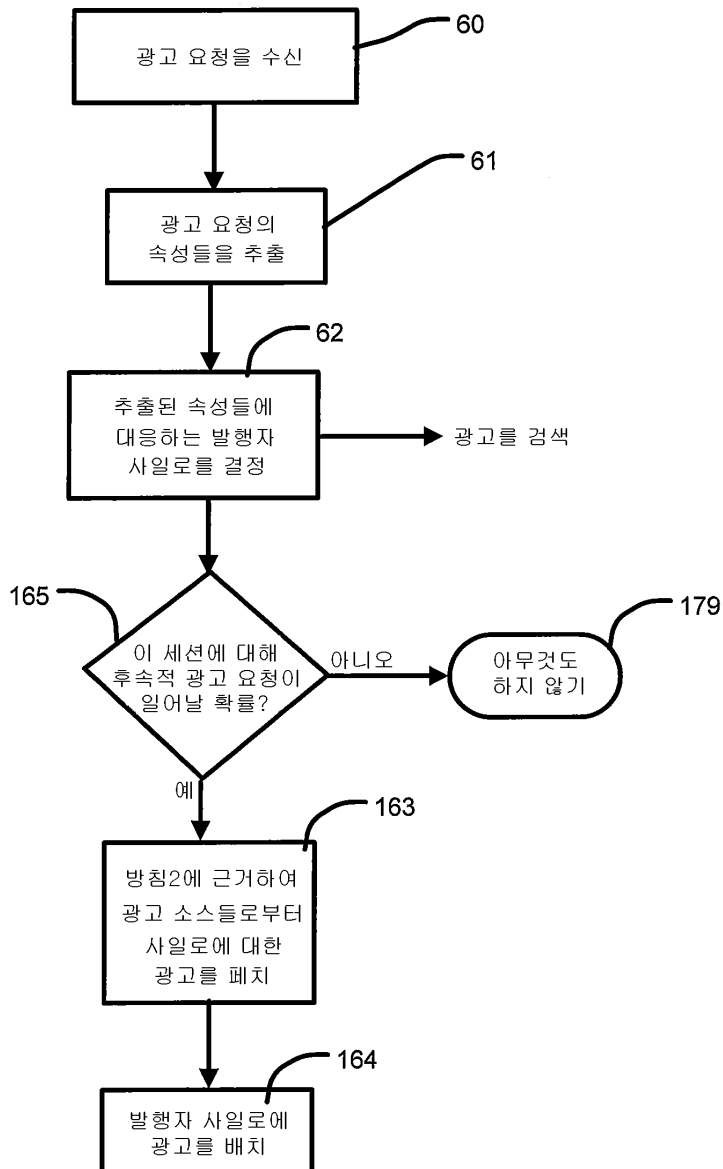 60
광고 요청을 수신
61
광고 요청의
속성들을 추출
62
추출된 속성들에
대응하는 발행자
사일로를 결정
광고를 검색
165
이 세션에 대해
후속적 광고 요청이
일어날 확률?
아니오
179
아무것도
하지 않기
예
163
방침2에 근거하여
광고 소스들로부터
사일로에 대한
광고를 페치
164
발행자 사일로에
광고를 배치